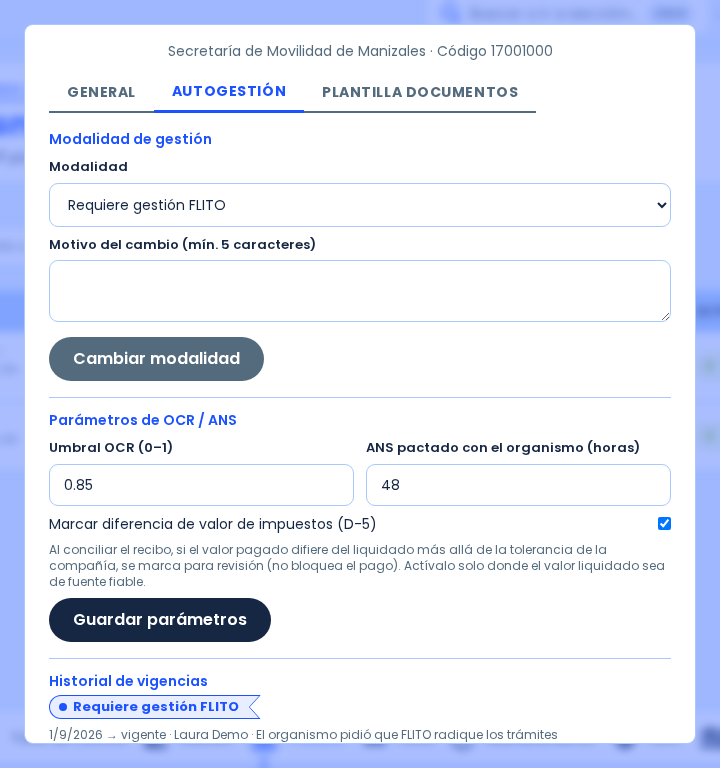 Secretaría de Movilidad de Manizales · Código 17001000
GENERAL AUTOGESTIÓN PLANTILLA DOCUMENTOS
Modalidad de gestión
Modalidad
Requiere gestión FLITO
Motivo del cambio (mín. 5 caracteres)
Cambiar modalidad
Parámetros de OCR / ANS
Umbral OCR (0–1) ANS pactado con el organismo (horas)
0.85 48
Marcar diferencia de valor de impuestos (D-5)
Al conciliar el recibo, si el valor pagado difiere del liquidado más allá de la tolerancia de la
compañía, se marca para revisión (no bloquea el pago). Actívalo solo donde el valor liquidado sea
de fuente fiable.
Guardar parámetros
Historial de vigencias
Requiere gestión FLITO
1/9/2026 → vigente · Laura Demo · El organismo pidió que FLITO radique los trámites